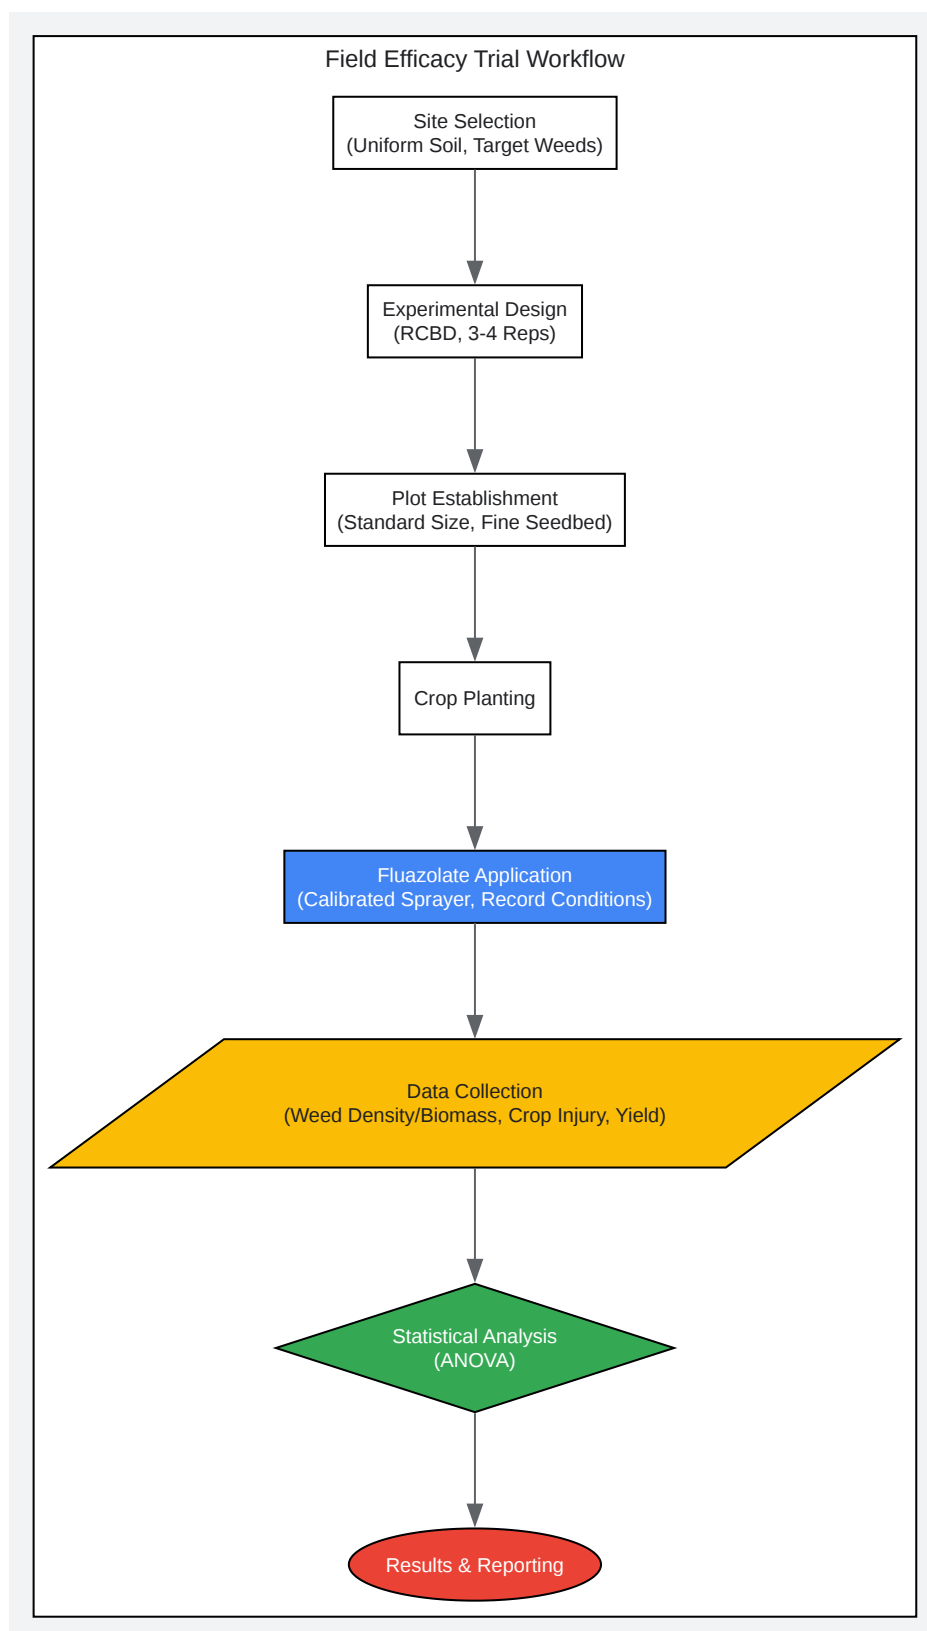 Field Efficacy Trial Workflow
Site Selection
(Uniform Soil, Target Weeds)
Experimental Design
(RCBD, 3-4 Reps)
Plot Establishment
(Standard Size, Fine Seedbed)
Crop Planting
Fluazolate Application
(Calibrated Sprayer, Record Conditions)
Data Collection
(Weed Density/Biomass, Crop Injury, Yield)
Statistical Analysis
(ANOVA)
Results & Reporting